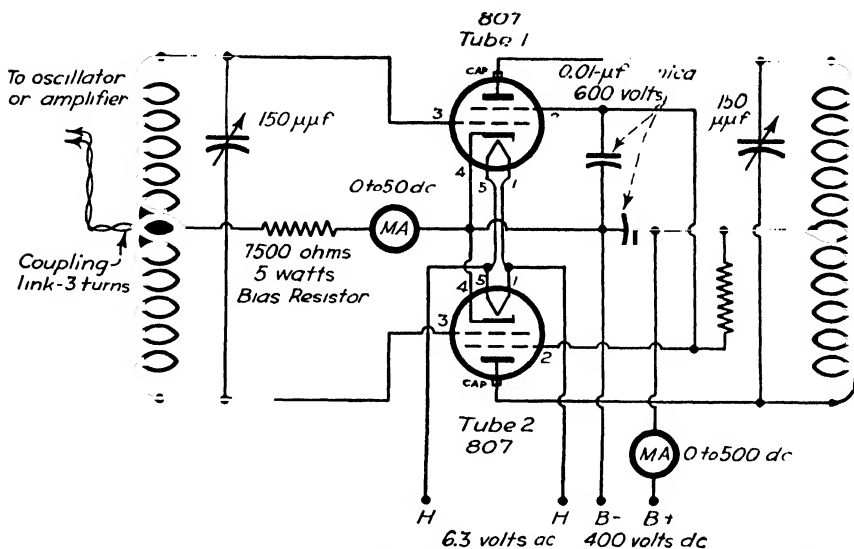 807
Tube 1
To oscillator
or amplifier
CAP
0.01-µf
600 volts
150 µµf
150
µµf
3
4
5
1
0 to 50 dc
MA
Coupling
link-3 turns
7500 ohms
5 watts
Bias Resistor
5
1
4
3
2
CAP
Tube 2
807
MA
0 to 500 dc
H
H
B-
B+
6.3 volts ac
400 volts dc